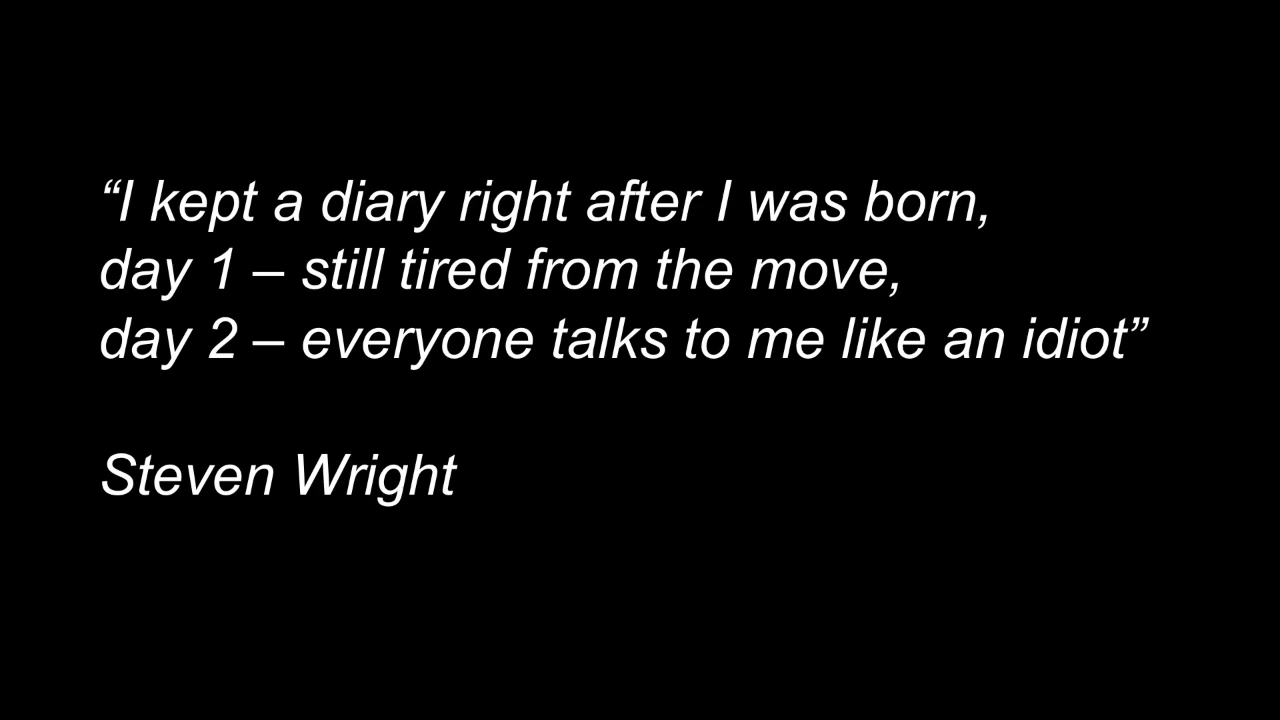 “I kept a diary right after I was born,
day 1 – still tired from the move,
day 2 – everyone talks to me like an idiot”
Steven Wright